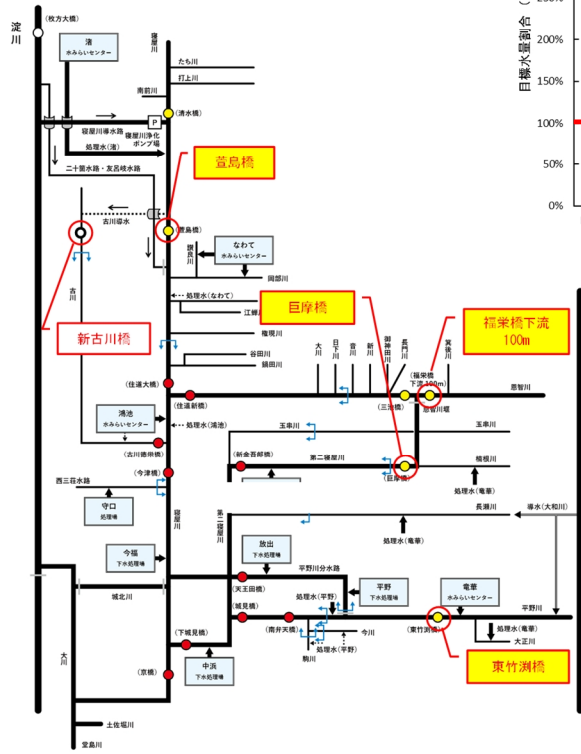 淀川
(枚方大橋)
渚
水みらいセンター
寝屋川
たち川
打上川
南前川
(清水橋)
P
寝屋川導水路
寝屋川浄化
ポンプ場
処理水(渚)
二十箇水路・友呂岐水路
萱島橋
古川導水
(萱島橋)
讃良川
なわて
水みらいセンター
岡部川
古川
処理水(なわて)
江蝉川
巨摩橋
福栄橋下流
100m
新古川橋
権現川
谷田川
鍋田川
大川
日下川
音川
新川
御神田川
長門川
箕後川
(住道大橋)
(福栄橋
下流100m)
恩智川
(住道新橋)
(三池橋)
恩智川堤
鴻池
水みらいセンター
処理水(鴻池)
玉串川
玉串川
(古川徳栄橋)
(新金吾郎橋)
第二寝屋川
楠根川
(今津橋)
(巨摩橋)
西三荘水路
処理水(竜華)
守口
処理場
寝屋川
第二寝屋川
長瀬川
導水(大和川)
処理水(竜華)
放出
下水処理場
今福
下水処理場
平野川分水路
城北川
(天王田橋)
平野
下水処理場
竜華
水みらいセンター
処理水(平野)
平野川
(城見橋)
(下城見橋)
(南弁天橋)
今川
(東竹渕橋)
処理水(竜華)
大正川
駒川
処理水(平野)
中浜
下水処理場
東竹渕橋
大川
(京橋)
土佐堀川
堂島川
目標水量割合(
200%
150%
100%
50%
0%